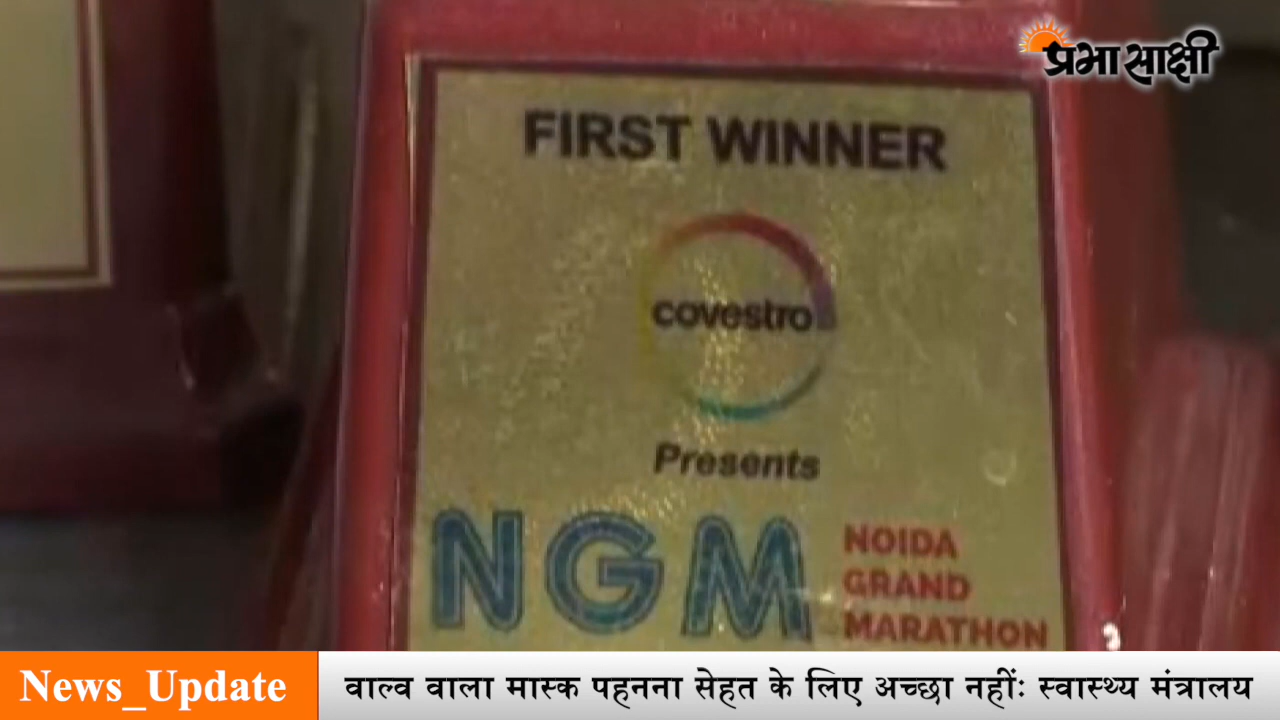 प्रभा साक्षी
FIRST WINNER
covestro
Presents
NGM
NOIDA
GRAND
MARATHON
News_Update
वाल्व वाला मास्क पहनना सेहत के लिए अच्छा नहींः स्वास्थ्य मंत्रालय